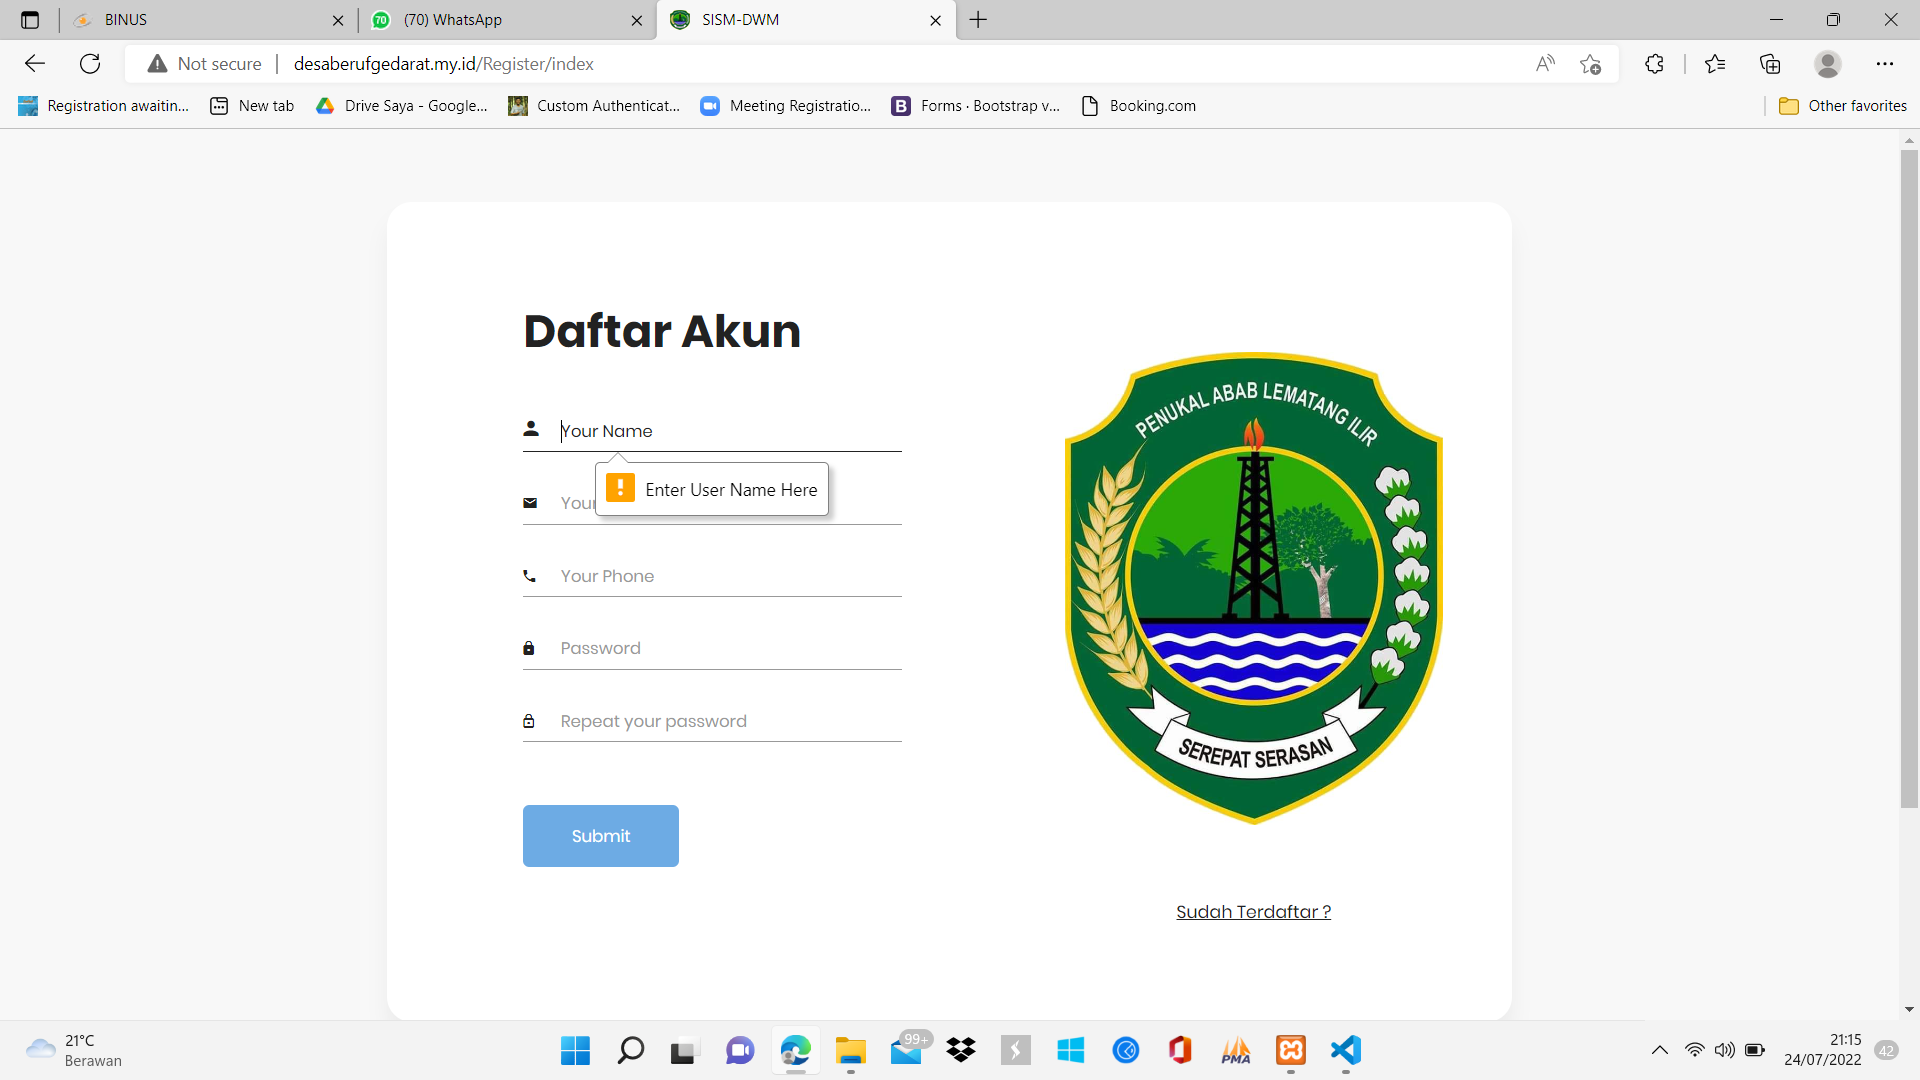 BINUS
70
(70) WhatsApp
SISM-DWM
Not secure
desaberufgedarat.my.id/Register/index
Registration awaitin...
New tab
Drive Saya - Google...
Custom Authenticat...
Meeting Registratio...
B
Forms · Bootstrap v...
Booking.com
Other favorites
Daftar Akun
Your Name
Enter User Name Here
Your
Your Phone
Password
Repeat your password
Submit
PENUKAL ABAB LEMATANG ILIR
SEREPAT SERASAN
Sudah Terdaftar ?
21°C
Berawan
99+
PMA
21:15
24/07/2022
42